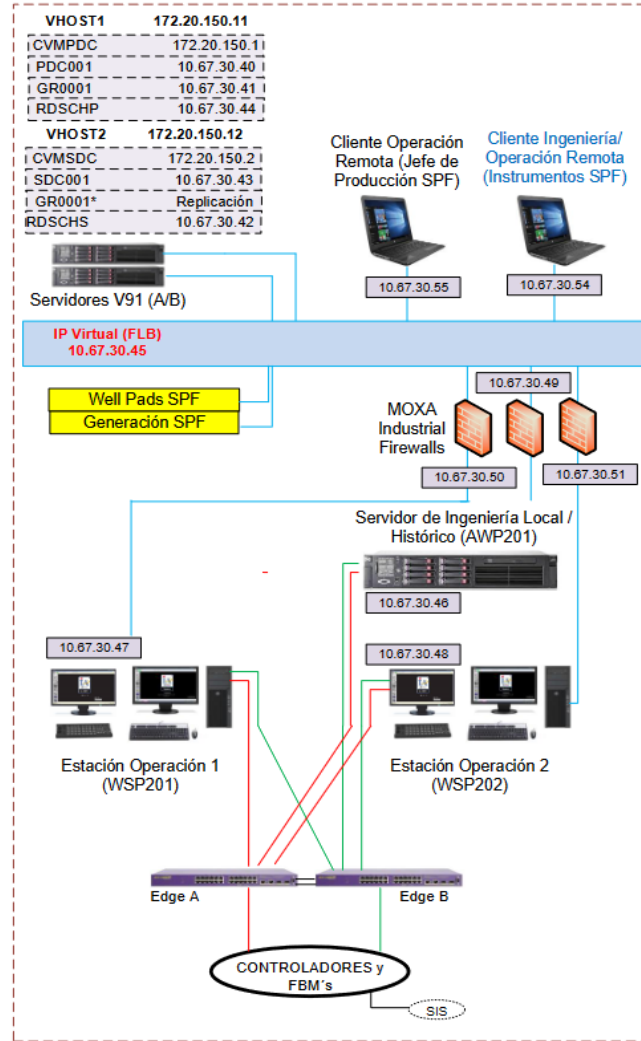 VHOST1 172.20.150.11
CVMPDC 172.20.150.1
PDC001 10.67.30.40
GR0001 10.67.30.41
RDSCHP 10.67.30.44
VHOST2 172.20.150.12
CVMSDC 172.20.150.2
SDC001 10.67.30.43
GR0001* Replicación
RDSCHS 10.67.30.42
Servidores V91 (A/B)
Cliente Operación
Remota (Jefe de
Producción SPF)
Cliente Ingeniería/
Operación Remota
(Instrumentos SPF)
10.67.30.55
10.67.30.54
IP Virtual (FLB)
10.67.30.45
Well Pads SPF
Generación SPF
10.67.30.49
MOXA
Industrial
Firewalls
10.67.30.50
10.67.30.51
Servidor de Ingeniería Local /
Histórico (AWP201)
10.67.30.46
10.67.30.47
10.67.30.48
Estación Operación 1
(WSP201)
Estación Operación 2
(WSP202)
Edge A
Edge B
CONTROLADORES y
FBM´s
SIS